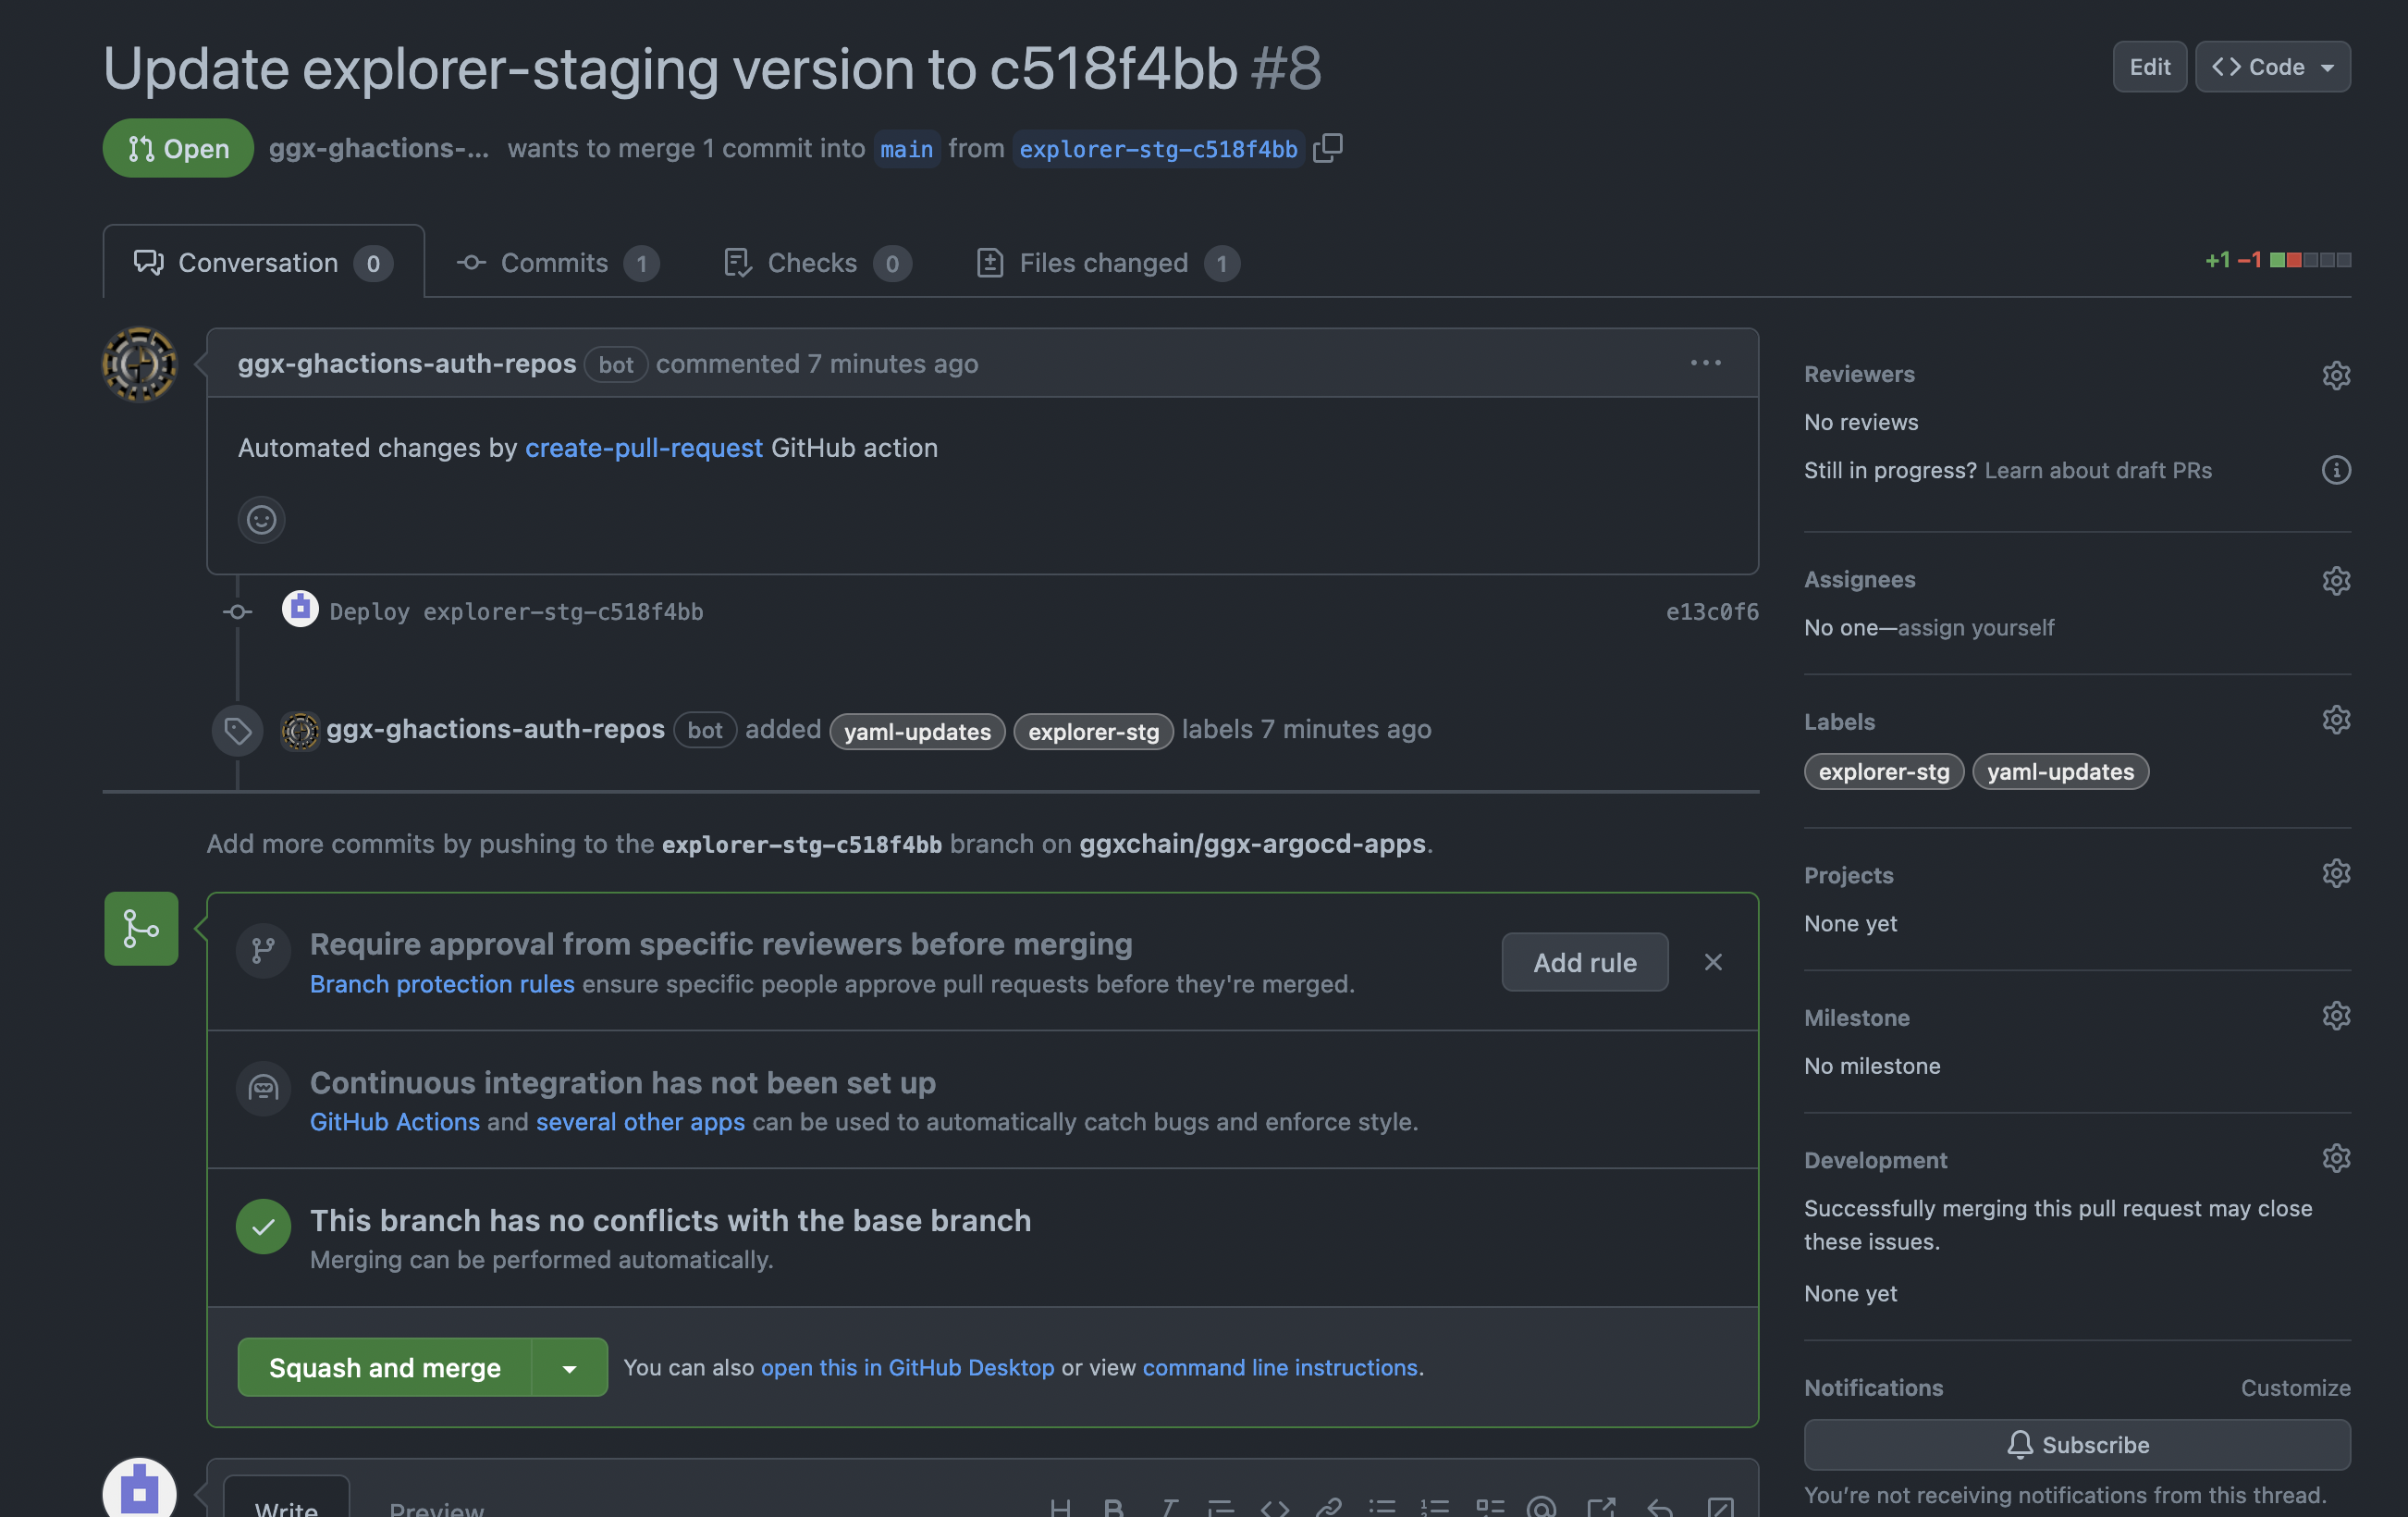 Update explorer-staging version to c518f4bb #8
Edit
Code
Open
ggx-ghactions-... wants to merge 1 commit into main from explorer-stg-c518f4bb
Conversation 0
Commits 1
Checks 0
Files changed 1
+1 −1
ggx-ghactions-auth-repos bot commented 7 minutes ago
Automated changes by create-pull-request GitHub action
Deploy explorer-stg-c518f4bb
e13c0f6
ggx-ghactions-auth-repos bot added yaml-updates explorer-stg labels 7 minutes ago
Add more commits by pushing to the explorer-stg-c518f4bb branch on ggxchain/ggx-argocd-apps.
Require approval from specific reviewers before merging
Branch protection rules ensure specific people approve pull requests before they're merged.
Add rule
Continuous integration has not been set up
GitHub Actions and several other apps can be used to automatically catch bugs and enforce style.
This branch has no conflicts with the base branch
Merging can be performed automatically.
Squash and merge
You can also open this in GitHub Desktop or view command line instructions.
Write
Preview
Reviewers
No reviews
Still in progress? Learn about draft PRs
Assignees
No one—assign yourself
Labels
explorer-stg yaml-updates
Projects
None yet
Milestone
No milestone
Development
Successfully merging this pull request may close
these issues.
None yet
Notifications
Customize
Subscribe
You’re not receiving notifications from this thread.